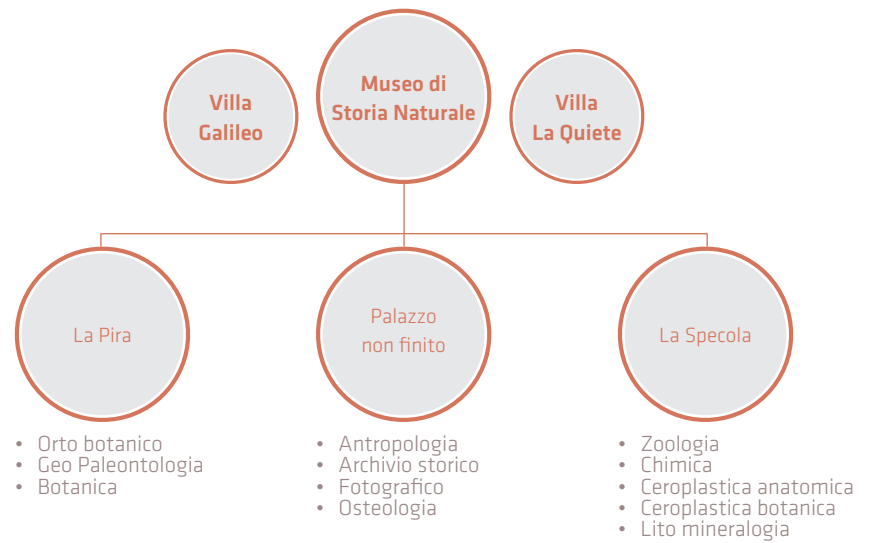 Villa
Galileo
Museo di
Storia Naturale
Villa
La Quiete
La Pira
Palazzo
non finito
La Specola
• Orto botanico
• Geo Paleontologia
• Botanica
• Antropologia
• Archivio storico
• Fotografico
• Osteologia
• Zoologia
• Chimica
• Ceroplastica anatomica
• Ceroplastica botanica
• Lito mineralogia